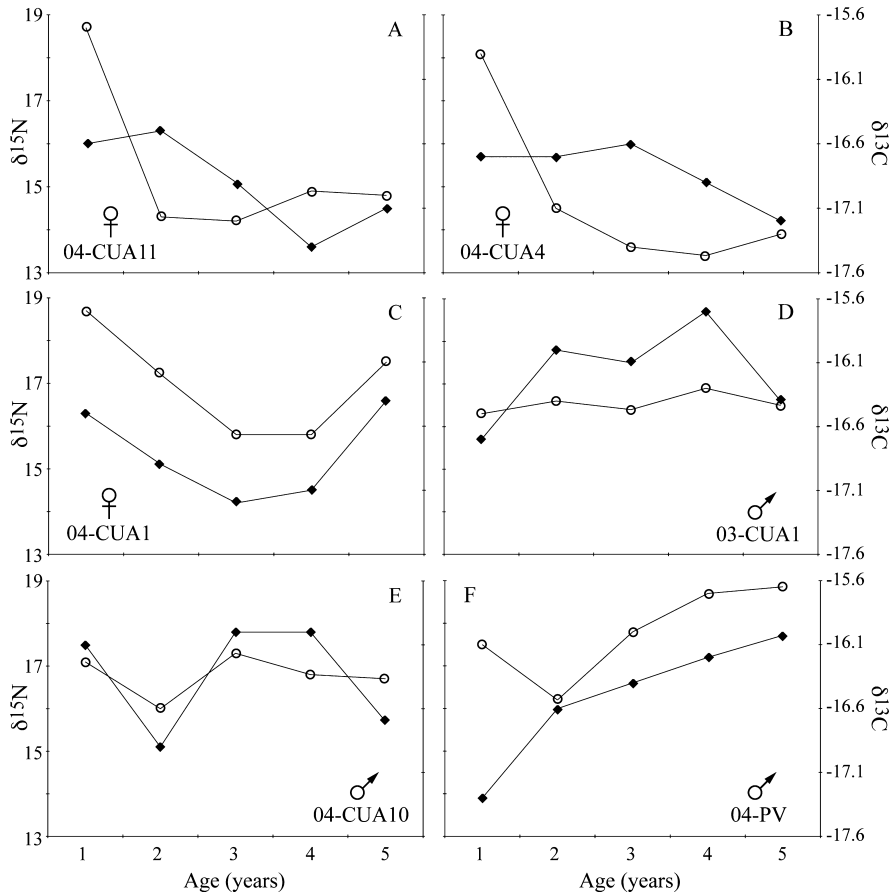 19
17
15
13
δ15N
A
♀
04-CUA11
B
♀
04-CUA4
-15.6
-16.1
-16.6
-17.1
-17.6
δ13C
19
17
15
13
δ15N
C
♀
04-CUA1
D
♂
03-CUA1
-15.6
-16.1
-16.6
-17.1
-17.6
δ13C
19
17
15
13
δ15N
E
♂
04-CUA10
1 2 3 4 5
Age (years)
F
♂
04-PV
-15.6
-16.1
-16.6
-17.1
-17.6
δ13C
1 2 3 4 5
Age (years)